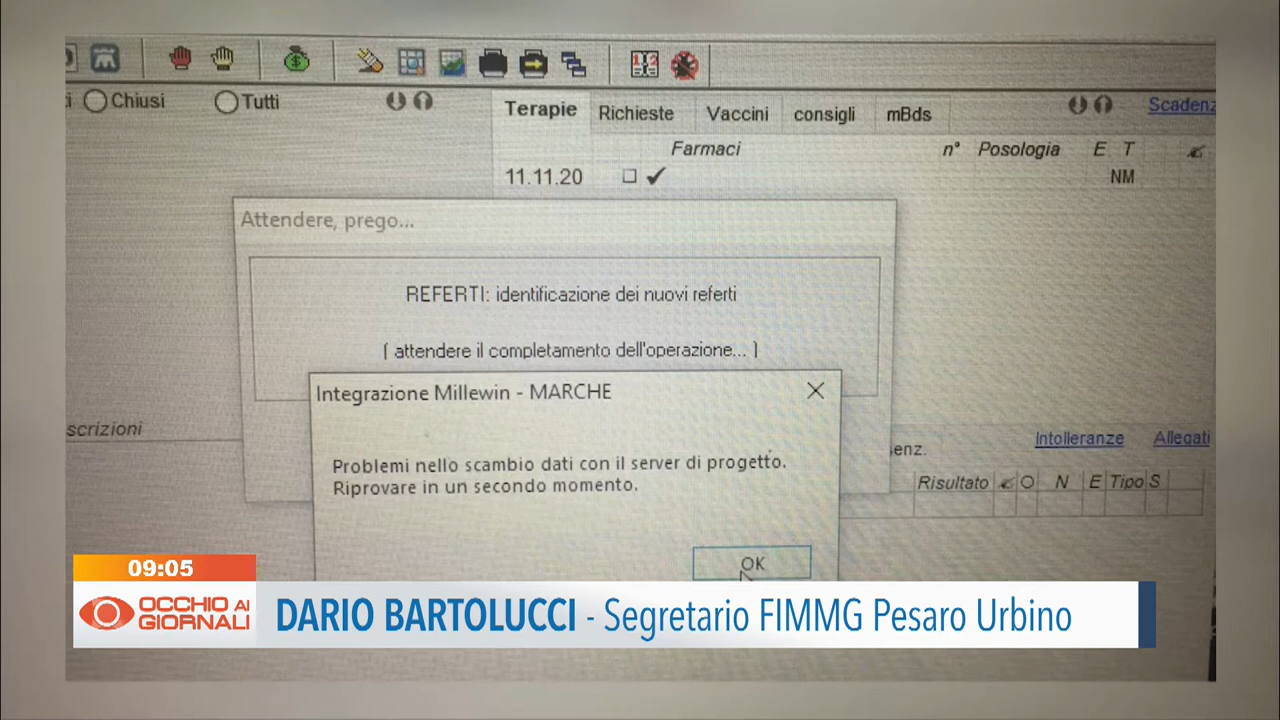 Chiusi
Tutti
Terapie Richieste Vaccini consigli mBds
Scadenz
Farmaci n° Posologia E T
11.11.20 NM
Attendere, prego...
REFERTI: identificazione dei nuovi referti
( attendere il completamento dell'operazione... )
Integrazione Millewin - MARCHE
Problemi nello scambio dati con il server di progetto.
Riprovare in un secondo momento.
OK
scrizioni
Intolleranze Allegati
senz.
Risultato O N E Tipo S
09:05
OCCHIO AI
GIORNALI
DARIO BARTOLUCCI - Segretario FIMMG Pesaro Urbino